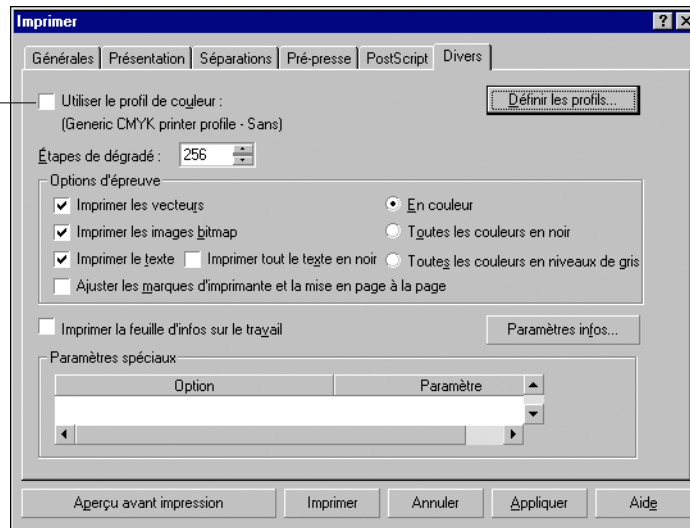 Imprimer
Générales Présentation Séparations Pré-presse PostScript Divers
Utiliser le profil de couleur : Définir les profils...
(Generic CMYK printer profile - Sans)
Étapes de dégradé : 256
Options d'épreuve
Imprimer les vecteurs En couleur
Imprimer les images bitmap Toutes les couleurs en noir
Imprimer le texte Imprimer tout le texte en noir Toutes les couleurs en niveaux de gris
Ajuster les marques d'imprimante et la mise en page à la page
Imprimer la feuille d'infos sur le travail Paramètres infos...
Paramètres spéciaux
Option Paramètre
Aperçu avant impression Imprimer Annuler Appliquer Aide